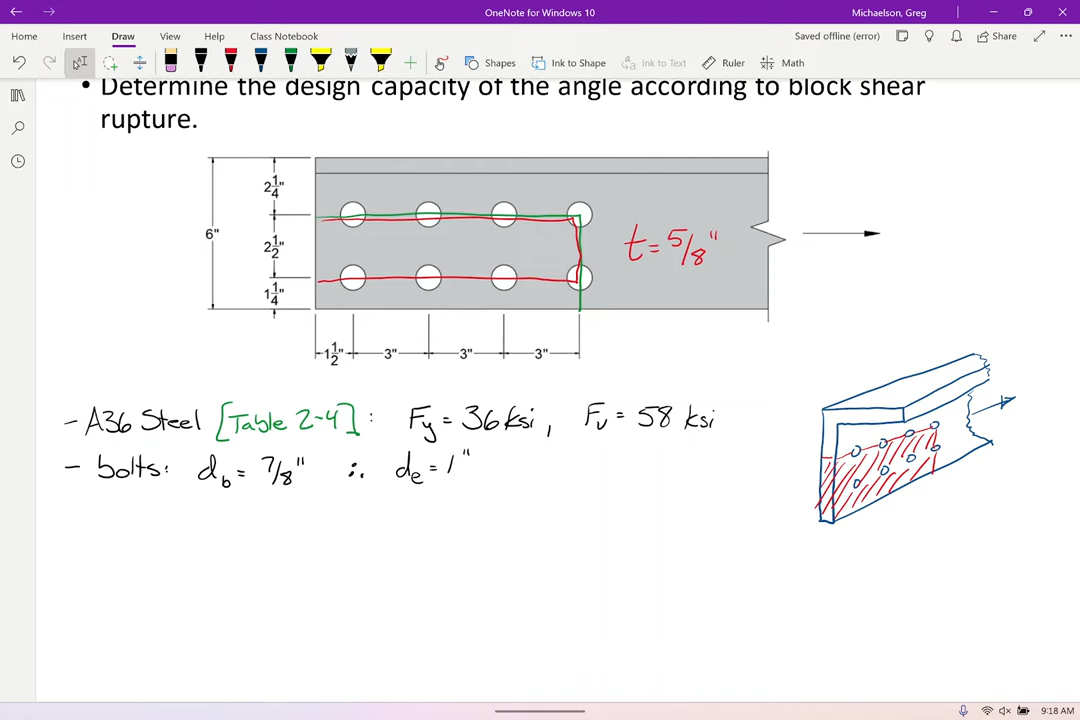 OneNote for Windows 10
Michaelson, Greg
Home Insert Draw View Help Class Notebook
Saved offline (error) Share
Shapes Ink to Shape Ink to Text Ruler Math
• Determine the design capacity of the angle according to block shear
rupture.
2 1/4"
6"
2 1/2"
t = 5/8"
1 1/4"
1 1/2" 3" 3" 3"
- A36 Steel [Table 2-4] : Fy = 36 ksi, Fu = 58 ksi
- bolts: db = 7/8" ∴ de = 1"
9:18 AM